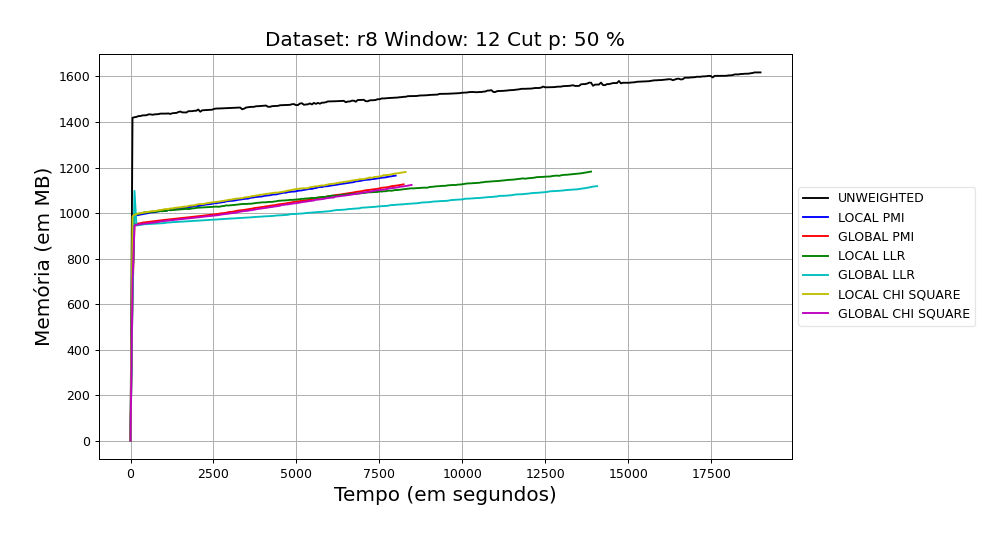 Dataset: r8 Window: 12 Cut p: 50 %
Memória (em MB)
1600
1400
1200
1000
800
600
400
200
0
0 2500 5000 7500 10000 12500 15000 17500
Tempo (em segundos)
UNWEIGHTED
LOCAL PMI
GLOBAL PMI
LOCAL LLR
GLOBAL LLR
LOCAL CHI SQUARE
GLOBAL CHI SQUARE